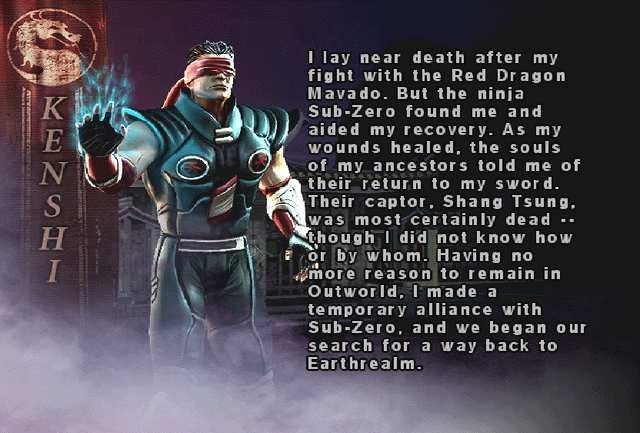 KENSHI
I lay near death after my
fight with the Red Dragon
Mavado. But the ninja
Sub-Zero found me and
aided my recovery. As my
wounds healed, the souls
of my ancestors told me of
their return to my sword.
Their captor, Shang Tsung,
was most certainly dead --
though I did not know how
or by whom. Having no
more reason to remain in
Outworld, I made a
temporary alliance with
Sub-Zero, and we began our
search for a way back to
Earthrealm.